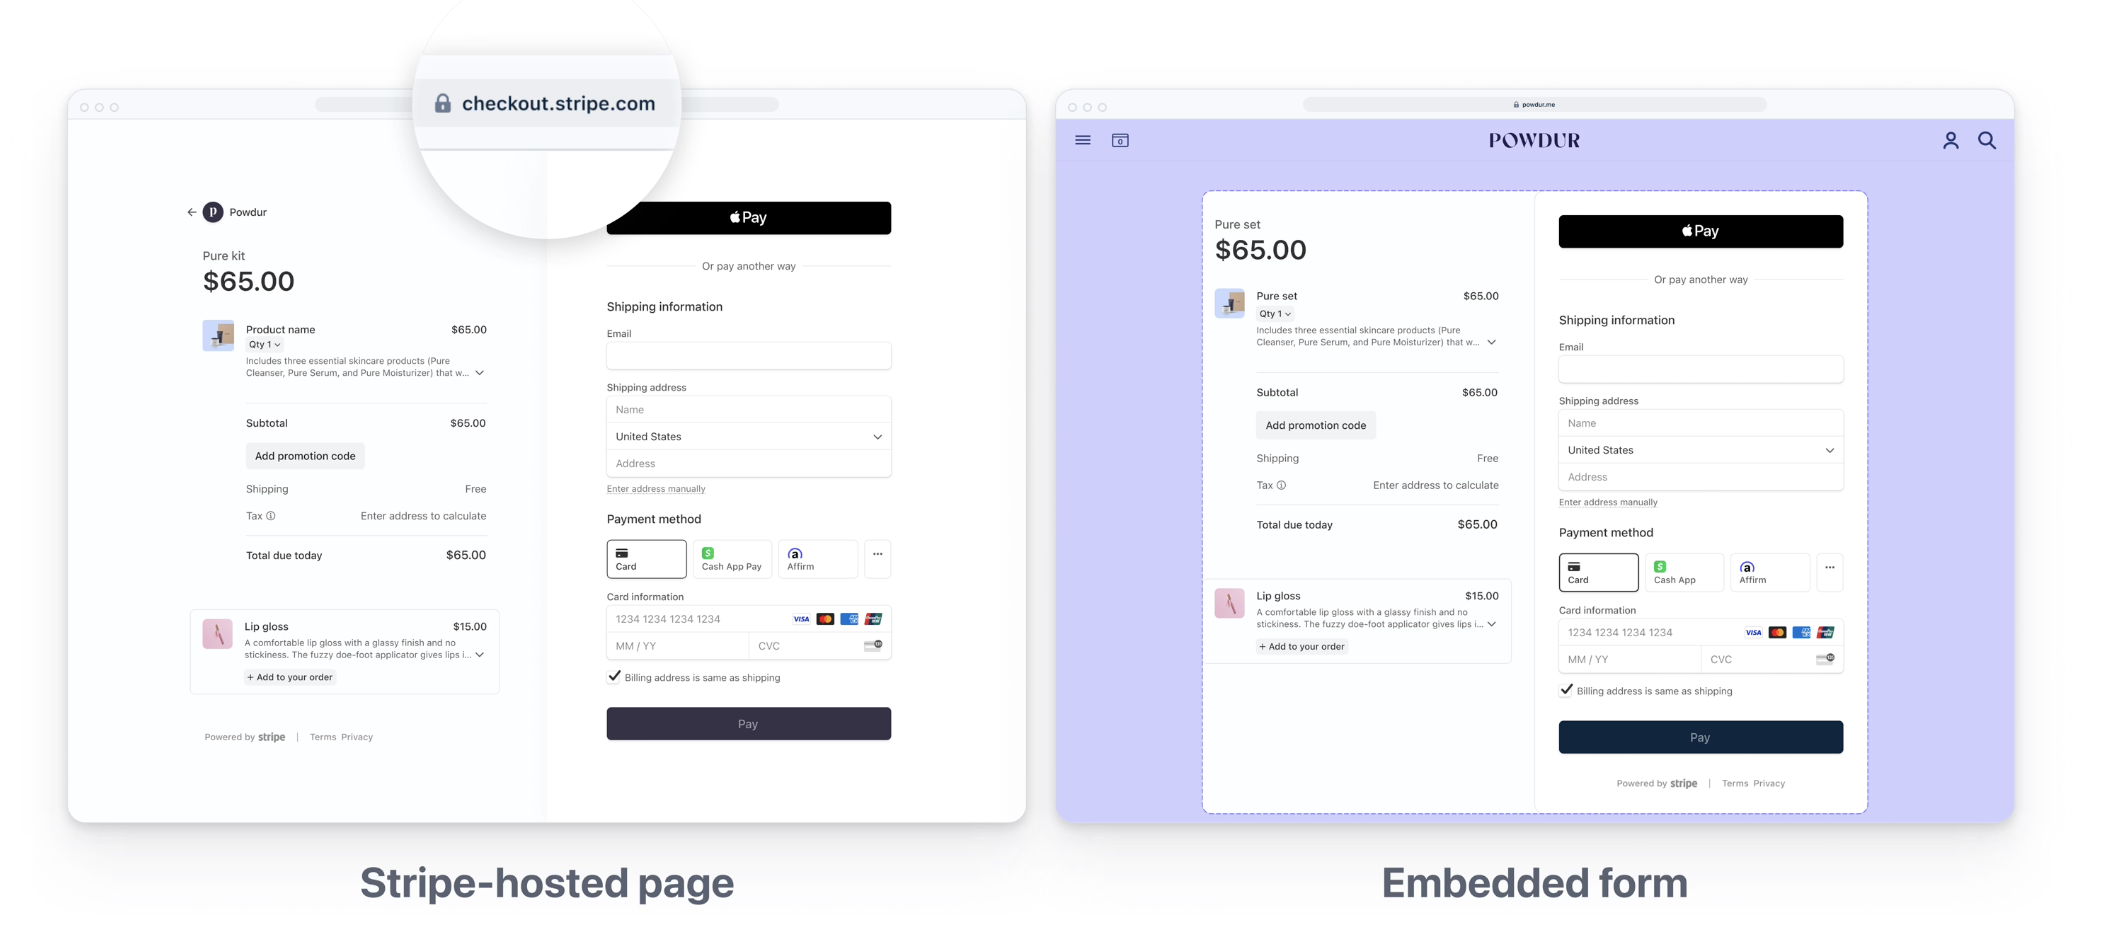 checkout.stripe.com
P Powdur
Pure kit
$65.00
Product name $65.00
Qty 1
Includes three essential skincare products (Pure
Cleanser, Pure Serum, and Pure Moisturizer) that w...
Subtotal $65.00
Add promotion code
Shipping Free
Tax Enter address to calculate
Total due today $65.00
Lip gloss $15.00
A comfortable lip gloss with a glassy finish and no
stickiness. The fuzzy doe-foot applicator gives lips i...
+ Add to your order
Powered by stripe | Terms Privacy
Pay
Or pay another way
Shipping information
Email
Shipping address
Name
United States
Address
Enter address manually
Payment method
Card Cash App Pay Affirm ...
Card information
1234 1234 1234 1234 VISA
MM / YY CVC
Billing address is same as shipping
Pay
Stripe-hosted page
powdur.me
0 POWDUR
Pure set
$65.00
Pure set $65.00
Qty 1
Includes three essential skincare products (Pure
Cleanser, Pure Serum, and Pure Moisturizer) that w...
Subtotal $65.00
Add promotion code
Shipping Free
Tax Enter address to calculate
Total due today $65.00
Lip gloss $15.00
A comfortable lip gloss with a glassy finish and no
stickiness. The fuzzy doe-foot applicator gives lips i...
+ Add to your order
Pay
Or pay another way
Shipping information
Email
Shipping address
Name
United States
Address
Enter address manually
Payment method
Card Cash App Affirm ...
Card information
1234 1234 1234 1234 VISA
MM / YY CVC
Billing address is same as shipping
Pay
Powered by stripe | Terms Privacy
Embedded form